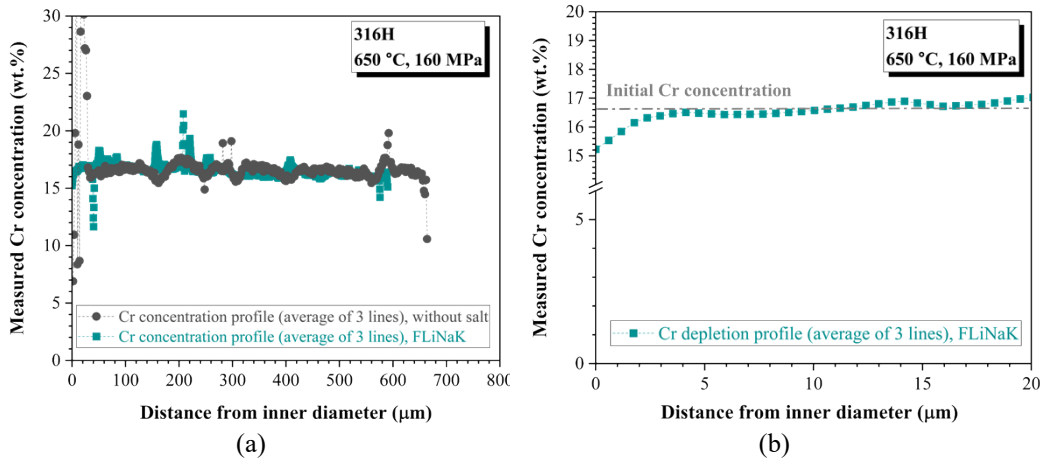 316H
650 °C, 160 MPa
Measured Cr concentration (wt.%)
30
25
20
15
10
5
0
Cr concentration profile (average of 3 lines), without salt
Cr concentration profile (average of 3 lines), FLiNaK
0 100 200 300 400 500 600 700 800
Distance from inner diameter (μm)
(a)
316H
650 °C, 160 MPa
Measured Cr concentration (wt.%)
20
19
18
17
16
15
5
0
Initial Cr concentration
Cr depletion profile (average of 3 lines), FLiNaK
0 5 10 15 20
Distance from inner diameter (μm)
(b)